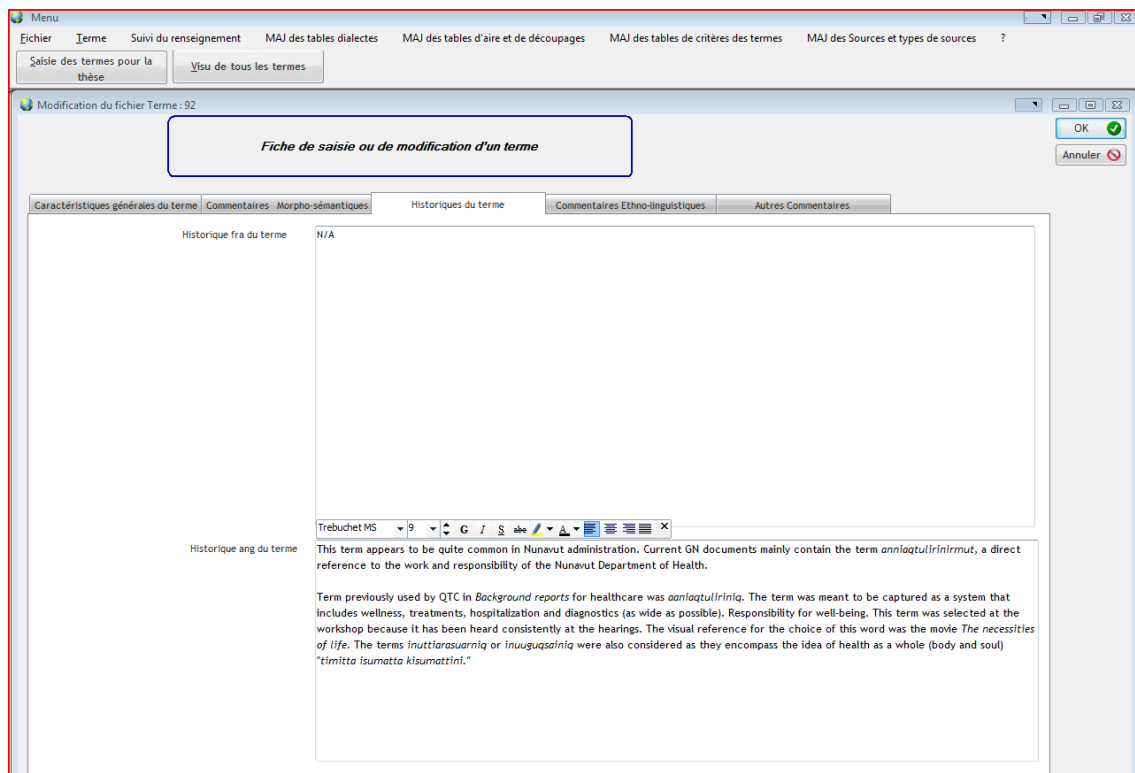 Menu
Fichier Terme Suivi du renseignement MAJ des tables dialectes MAJ des tables d'aire et de découpages MAJ des tables de critères des termes MAJ des Sources et types de sources ?
Saisie des termes pour la
thèse
Visu de tous les termes
Modification du fichier Terme : 92
OK
Fiche de saisie ou de modification d'un terme
Annuler
Caractéristiques générales du terme Commentaires Morpho-sémantiques Historiques du terme Commentaires Ethno-linguistiques Autres Commentaires
Historique fra du terme N/A
Trebuchet MS 9 G I S abc A X
Historique ang du terme
This term appears to be quite common in Nunavut administration. Current GN documents mainly contain the term anniaqtulirinirmut, a direct
reference to the work and responsibility of the Nunavut Department of Health.
Term previously used by QTC in Background reports for healthcare was aaniaqtuliriniq. The term was meant to be captured as a system that
includes wellness, treatments, hospitalization and diagnostics (as wide as possible). Responsibility for well-being. This term was selected at the
workshop because it has been heard consistently at the hearings. The visual reference for the choice of this word was the movie The necessities
of life. The terms inuttiarasuarniq or inuuguqsainiq were also considered as they encompass the idea of health as a whole (body and soul)
"timitta isumatta kisumattini."